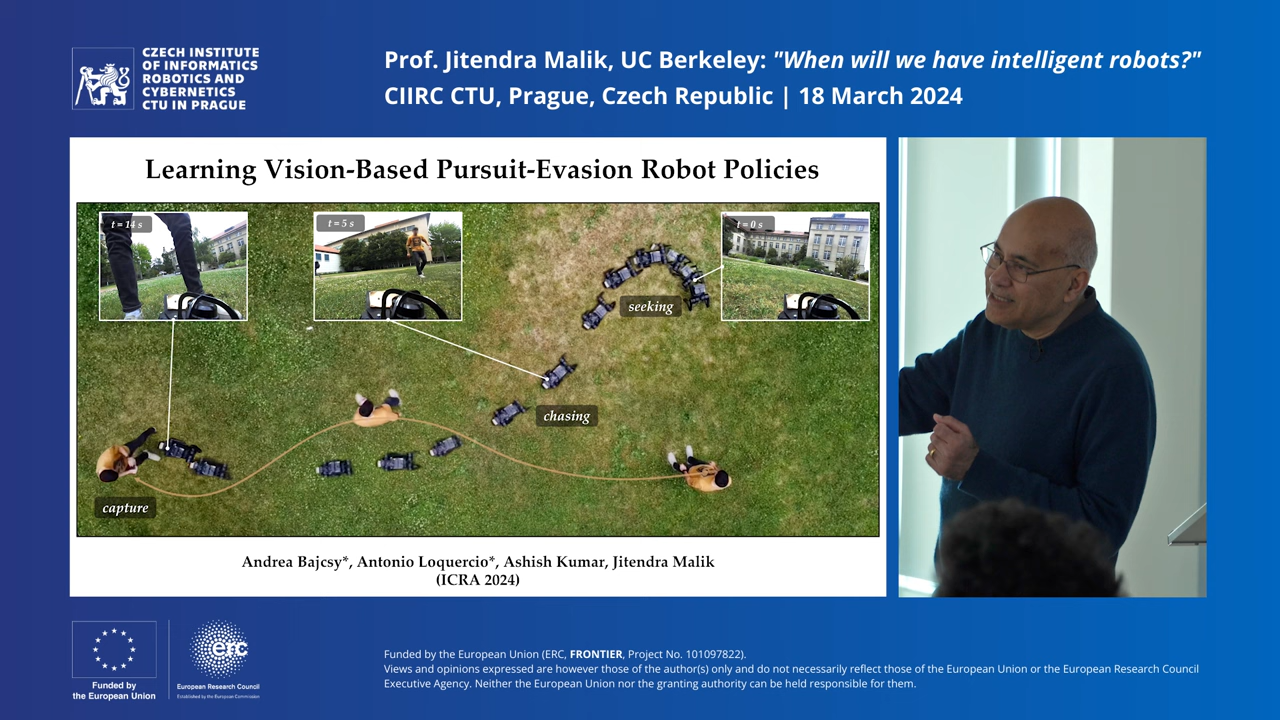 CZECH INSTITUTE
OF INFORMATICS
ROBOTICS AND
CYBERNETICS
CTU IN PRAGUE
Prof. Jitendra Malik, UC Berkeley: "When will we have intelligent robots?"
CIIRC CTU, Prague, Czech Republic | 18 March 2024
Learning Vision-Based Pursuit-Evasion Robot Policies
t = 14 s
t = 5 s
t = 0 s
seeking
chasing
capture
Andrea Bajcsy*, Antonio Loquercio*, Ashish Kumar, Jitendra Malik
(ICRA 2024)
Funded by
the European Union
erc
European Research Council
Established by the European Commission
Funded by the European Union (ERC, FRONTIER, Project No. 101097822).
Views and opinions expressed are however those of the author(s) only and do not necessarily reflect those of the European Union or the European Research Council
Executive Agency. Neither the European Union nor the granting authority can be held responsible for them.